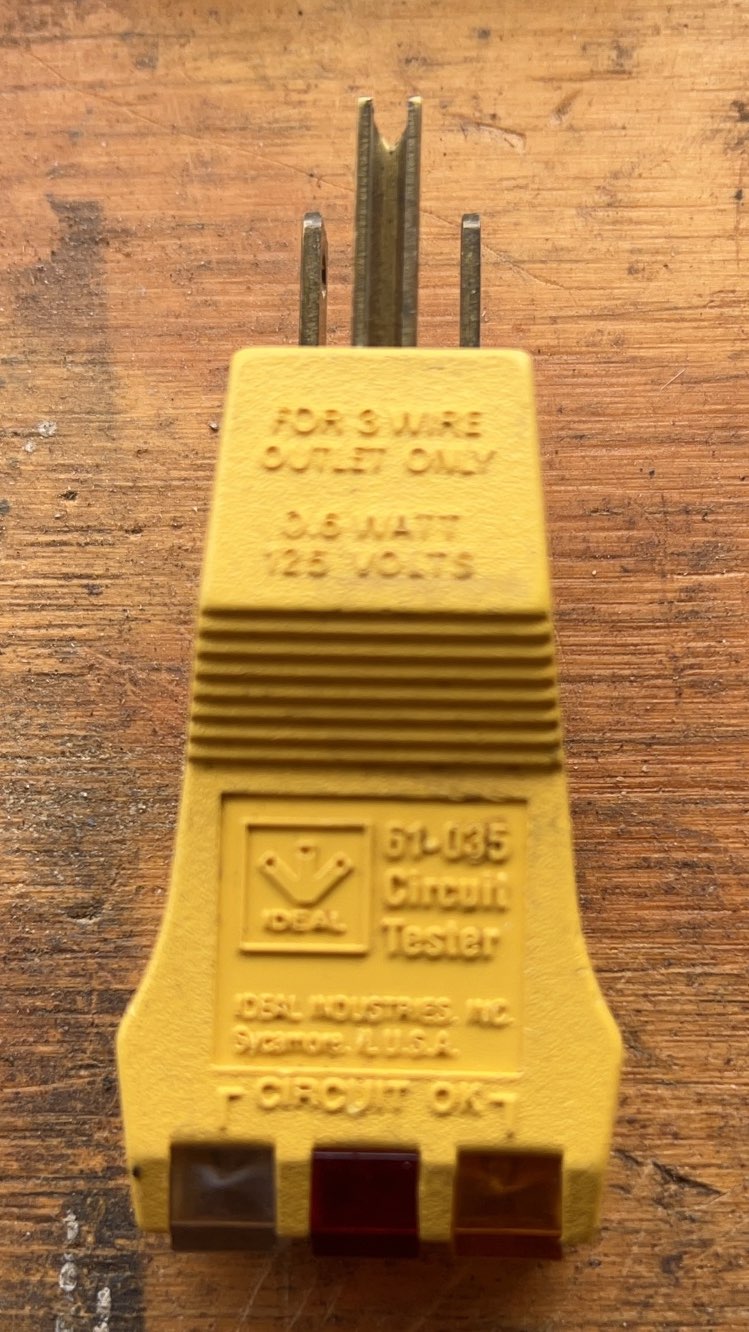 FOR 3 WIRE
OUTLET ONLY
0.6 WATT
125 VOLTS
61-035
Circuit
Tester
IDEAL
IDEAL INDUSTRIES, INC.
Sycamore, IL U.S.A.
CIRCUIT OK